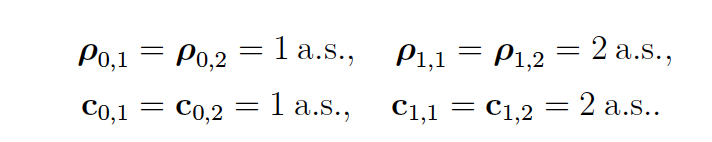 ρ₀,₁ = ρ₀,₂ = 1 a.s., ρ₁,₁ = ρ₁,₂ = 2 a.s.,
c₀,₁ = c₀,₂ = 1 a.s., c₁,₁ = c₁,₂ = 2 a.s..